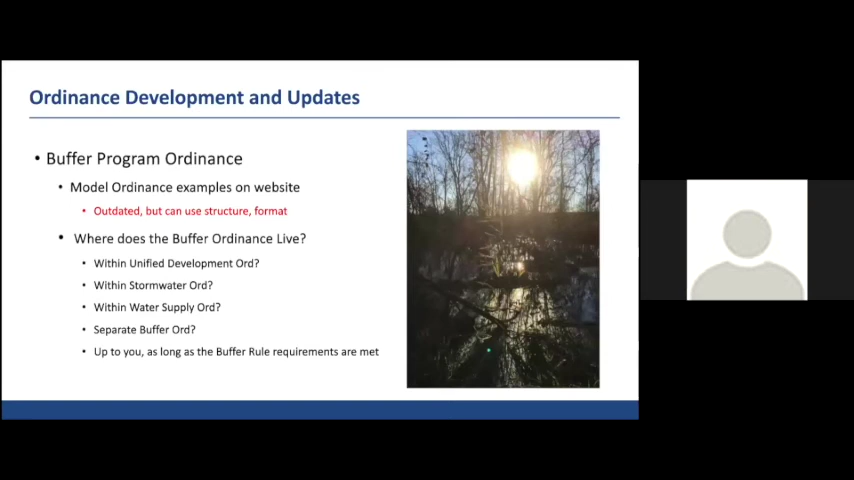 Ordinance Development and Updates
• Buffer Program Ordinance
• Model Ordinance examples on website
• Outdated, but can use structure, format
• Where does the Buffer Ordinance Live?
• Within Unified Development Ord?
• Within Stormwater Ord?
• Within Water Supply Ord?
• Separate Buffer Ord?
• Up to you, as long as the Buffer Rule requirements are met